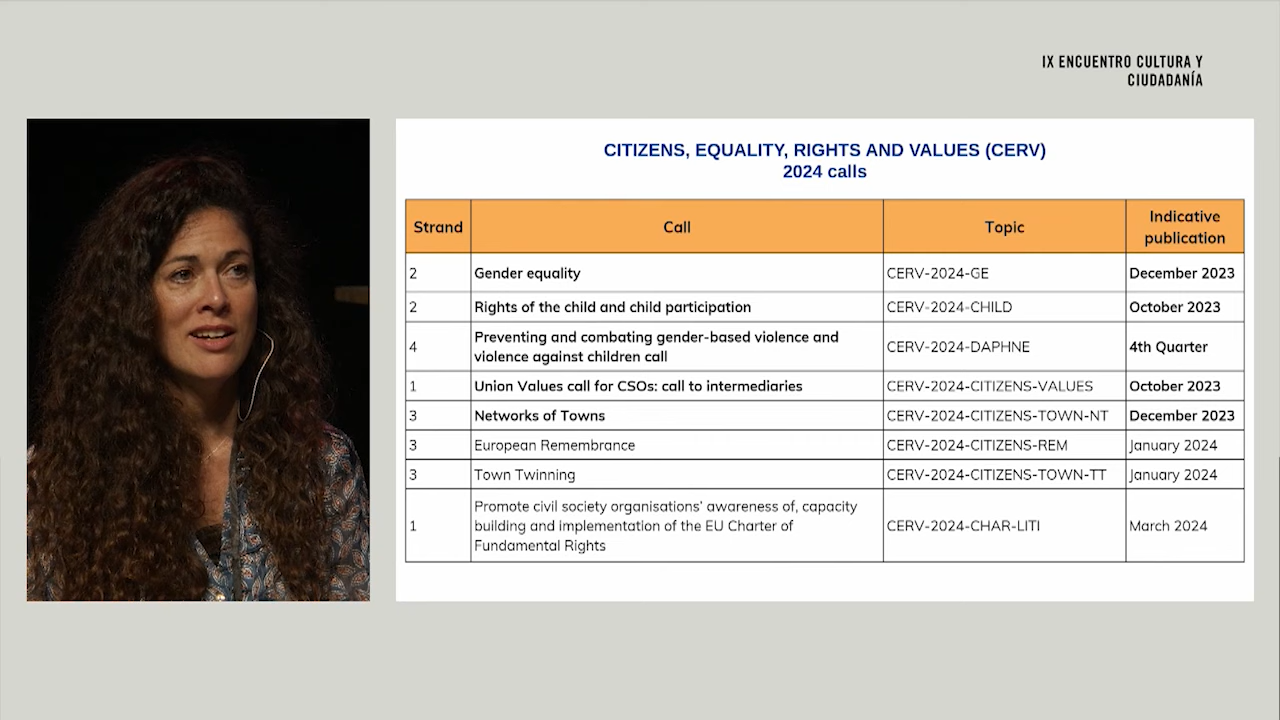 IX ENCUENTRO CULTURA Y
CIUDADANÍA
CITIZENS, EQUALITY, RIGHTS AND VALUES (CERV)
2024 calls
Strand Call Topic Indicative publication
2 Gender equality CERV-2024-GE December 2023
2 Rights of the child and child participation CERV-2024-CHILD October 2023
4 Preventing and combating gender-based violence and
violence against children call CERV-2024-DAPHNE 4th Quarter
1 Union Values call for CSOs: call to intermediaries CERV-2024-CITIZENS-VALUES October 2023
3 Networks of Towns CERV-2024-CITIZENS-TOWN-NT December 2023
3 European Remembrance CERV-2024-CITIZENS-REM January 2024
3 Town Twinning CERV-2024-CITIZENS-TOWN-TT January 2024
1 Promote civil society organisations' awareness of, capacity
building and implementation of the EU Charter of
Fundamental Rights CERV-2024-CHAR-LITI March 2024